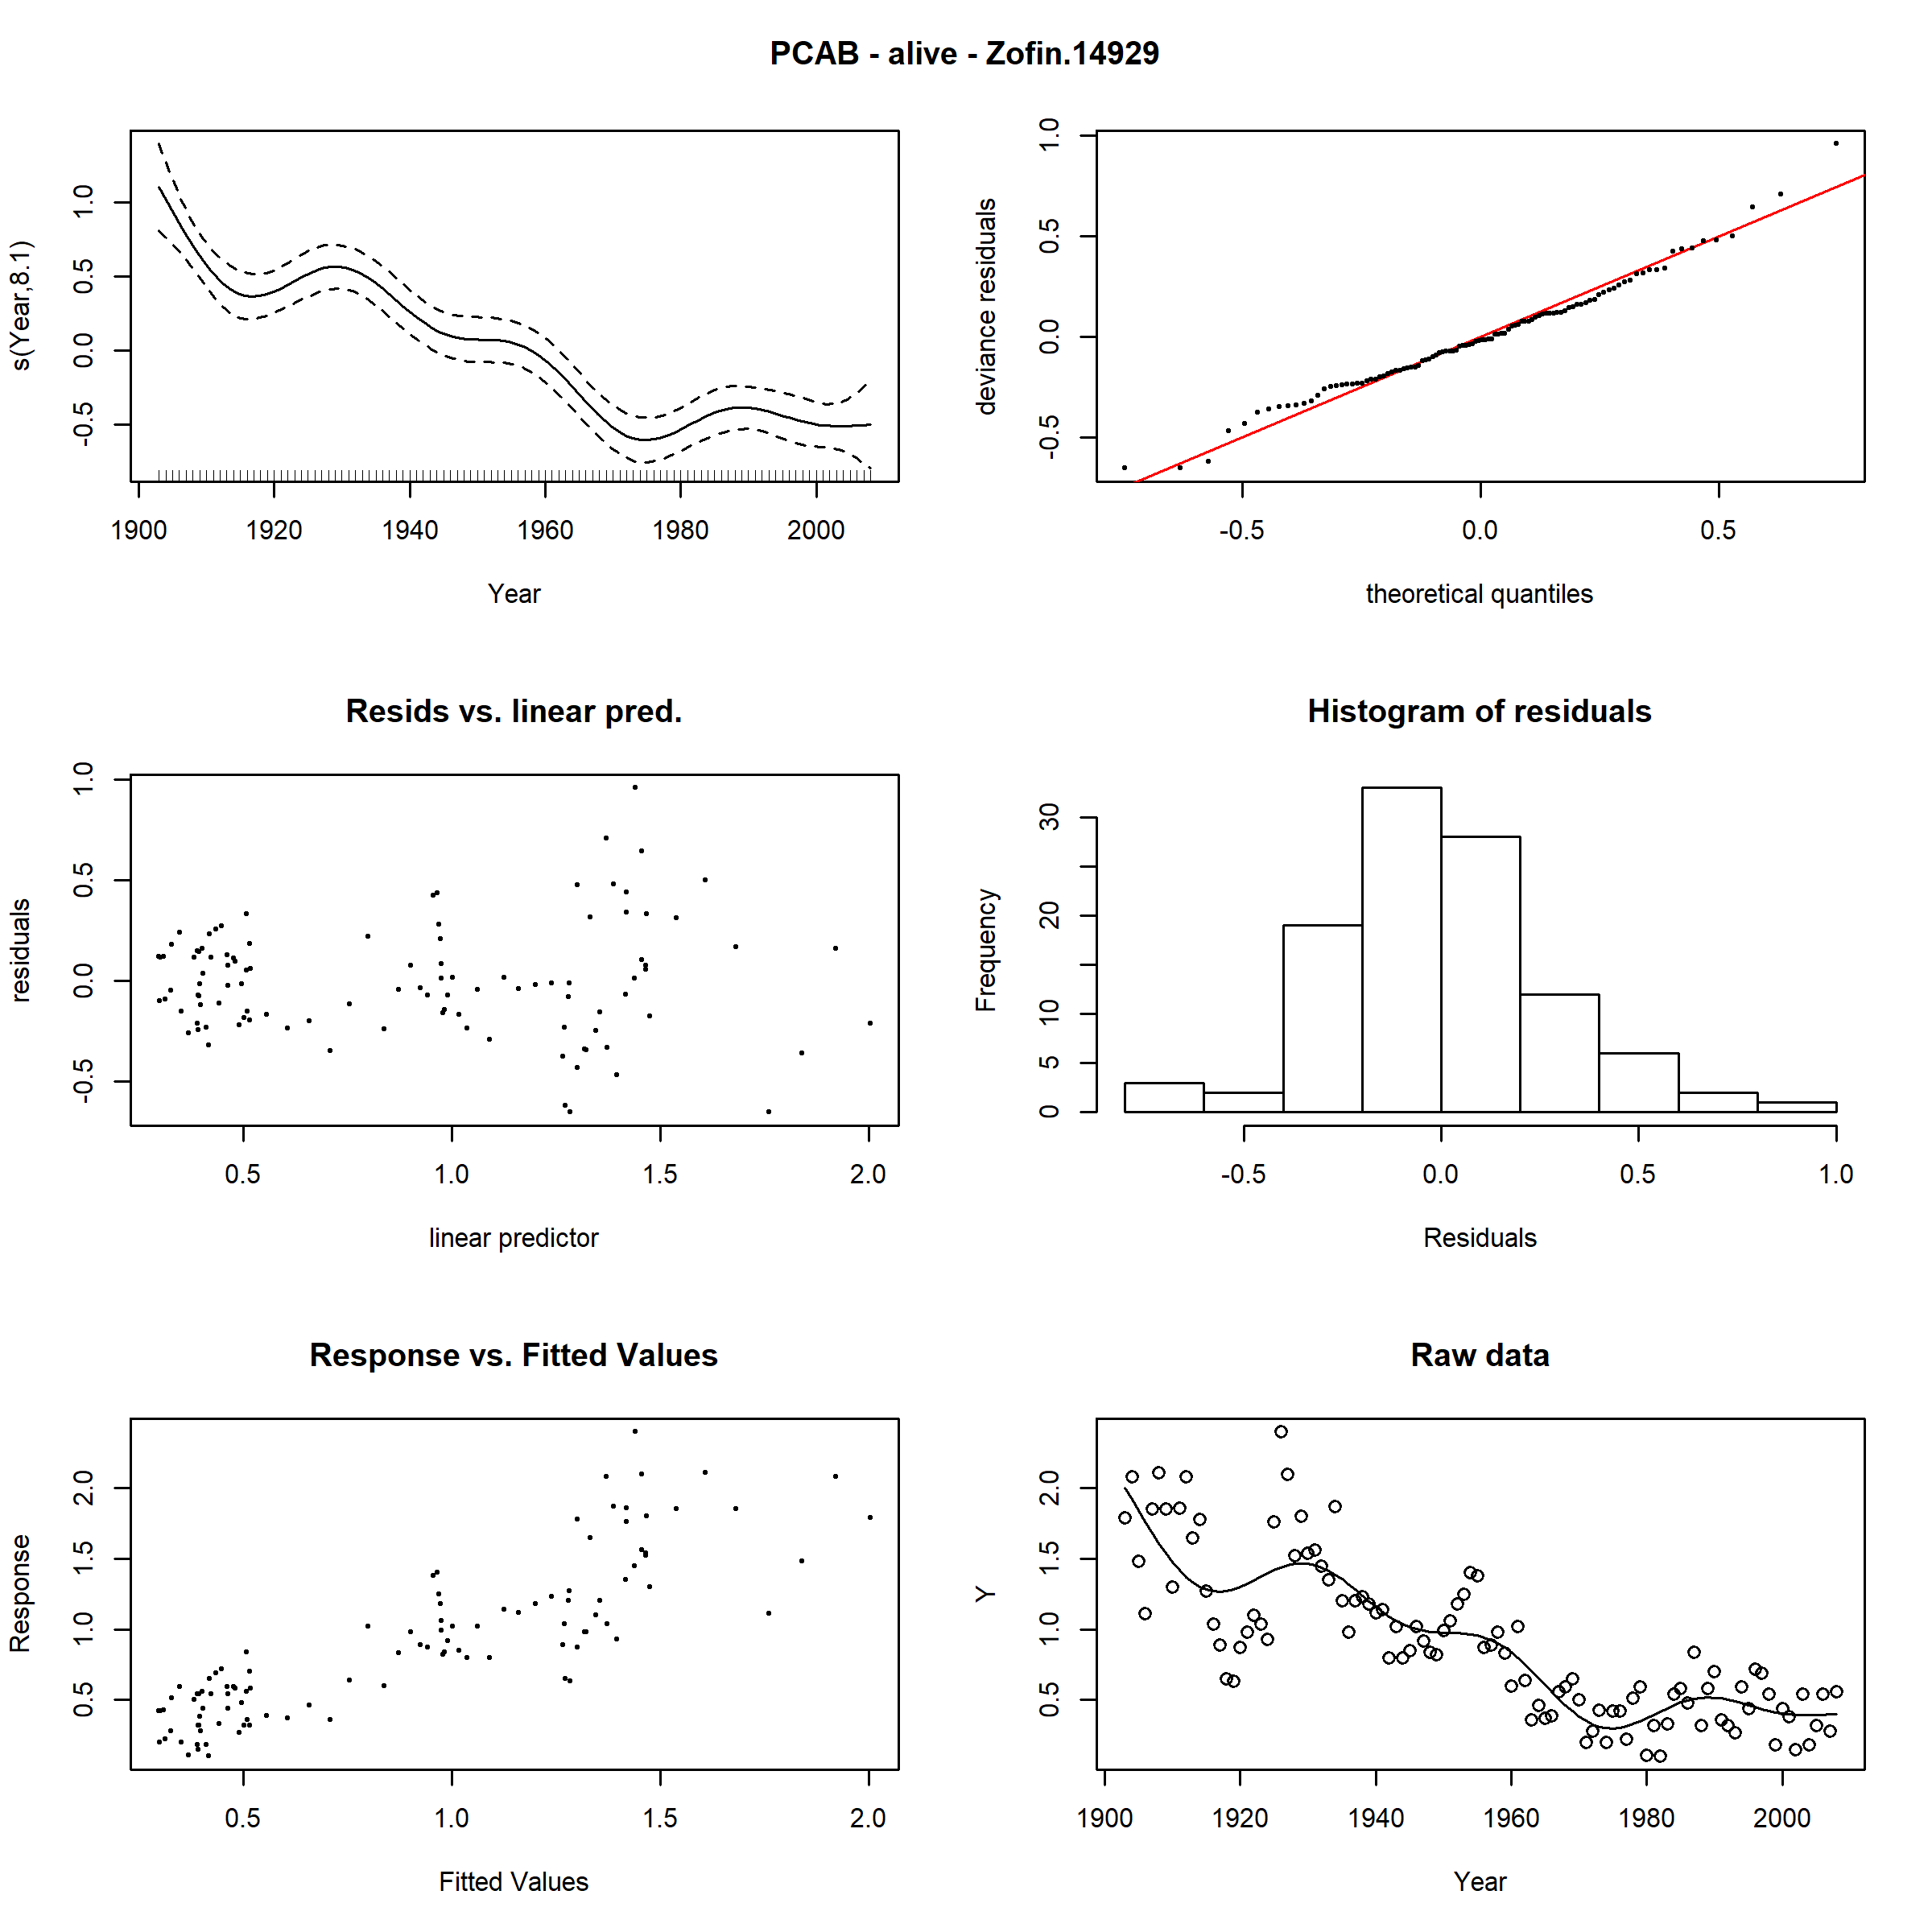 PCAB - alive - Zofin.14929
s(Year,8.1)
1.0
0.5
0.0
-0.5
1900 1920 1940 1960 1980 2000
Year
deviance residuals
1.0
0.5
0.0
-0.5
-0.5 0.0 0.5
theoretical quantiles
Resids vs. linear pred.
residuals
1.0
0.5
0.0
-0.5
0.5 1.0 1.5 2.0
linear predictor
Histogram of residuals
Frequency
30
20
10
5
0
-0.5 0.0 0.5 1.0
Residuals
Response vs. Fitted Values
Response
2.0
1.5
1.0
0.5
0.5 1.0 1.5 2.0
Fitted Values
Raw data
Y
2.0
1.5
1.0
0.5
1900 1920 1940 1960 1980 2000
Year